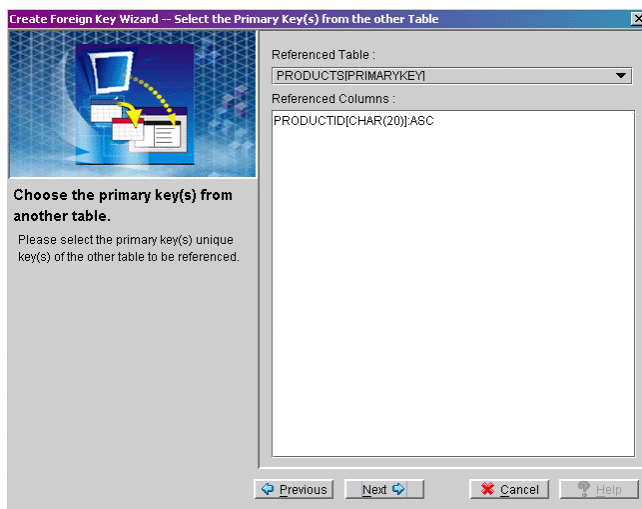 Create Foreign Key Wizard -- Select the Primary Key(s) from the other Table
Referenced Table :
PRODUCTS[PRIMARYKEY]
Referenced Columns :
PRODUCTID[CHAR(20)]:ASC
Choose the primary key(s) from
another table.
Please select the primary key(s) unique
key(s) of the other table to be referenced.
Previous
Next
Cancel
Help